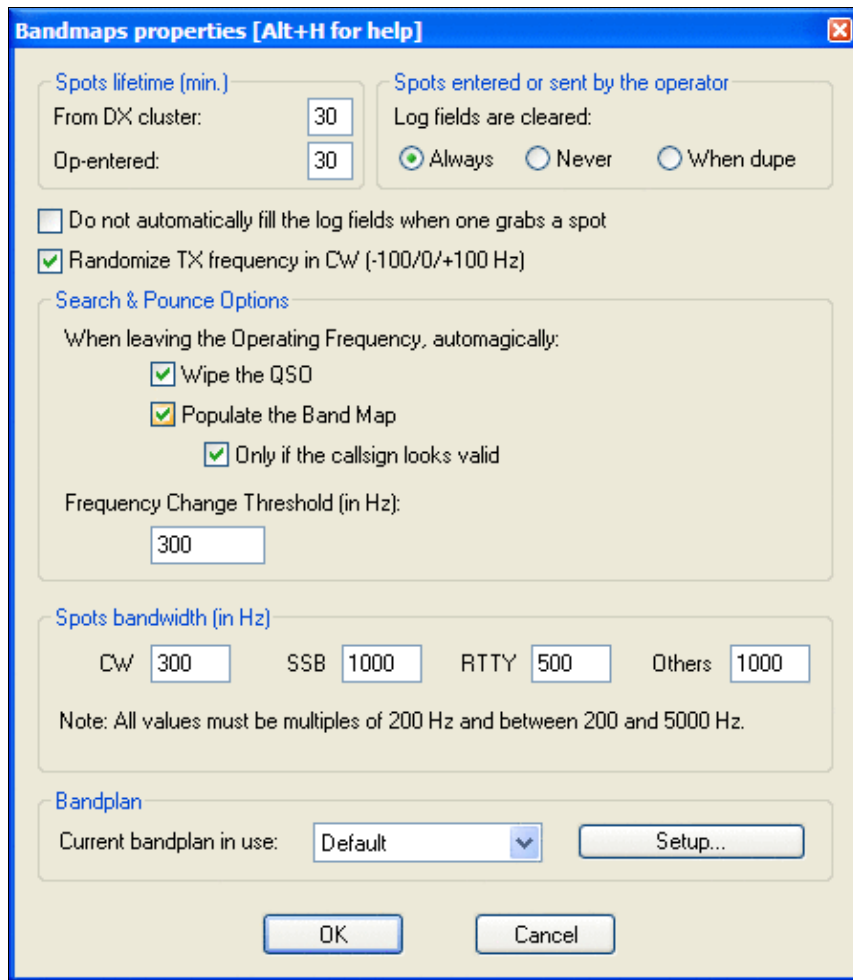 Bandmaps properties [Alt+H for help]
Spots lifetime (min.)
From DX cluster: 30
Op-entered: 30
Spots entered or sent by the operator
Log fields are cleared:
Always Never When dupe
Do not automatically fill the log fields when one grabs a spot
Randomize TX frequency in CW (-100/0/+100 Hz)
Search & Pounce Options
When leaving the Operating Frequency, automagically:
Wipe the QSO
Populate the Band Map
Only if the callsign looks valid
Frequency Change Threshold (in Hz):
300
Spots bandwidth (in Hz)
CW 300 SSB 1000 RTTY 500 Others 1000
Note: All values must be multiples of 200 Hz and between 200 and 5000 Hz.
Bandplan
Current bandplan in use: Default Setup...
OK Cancel